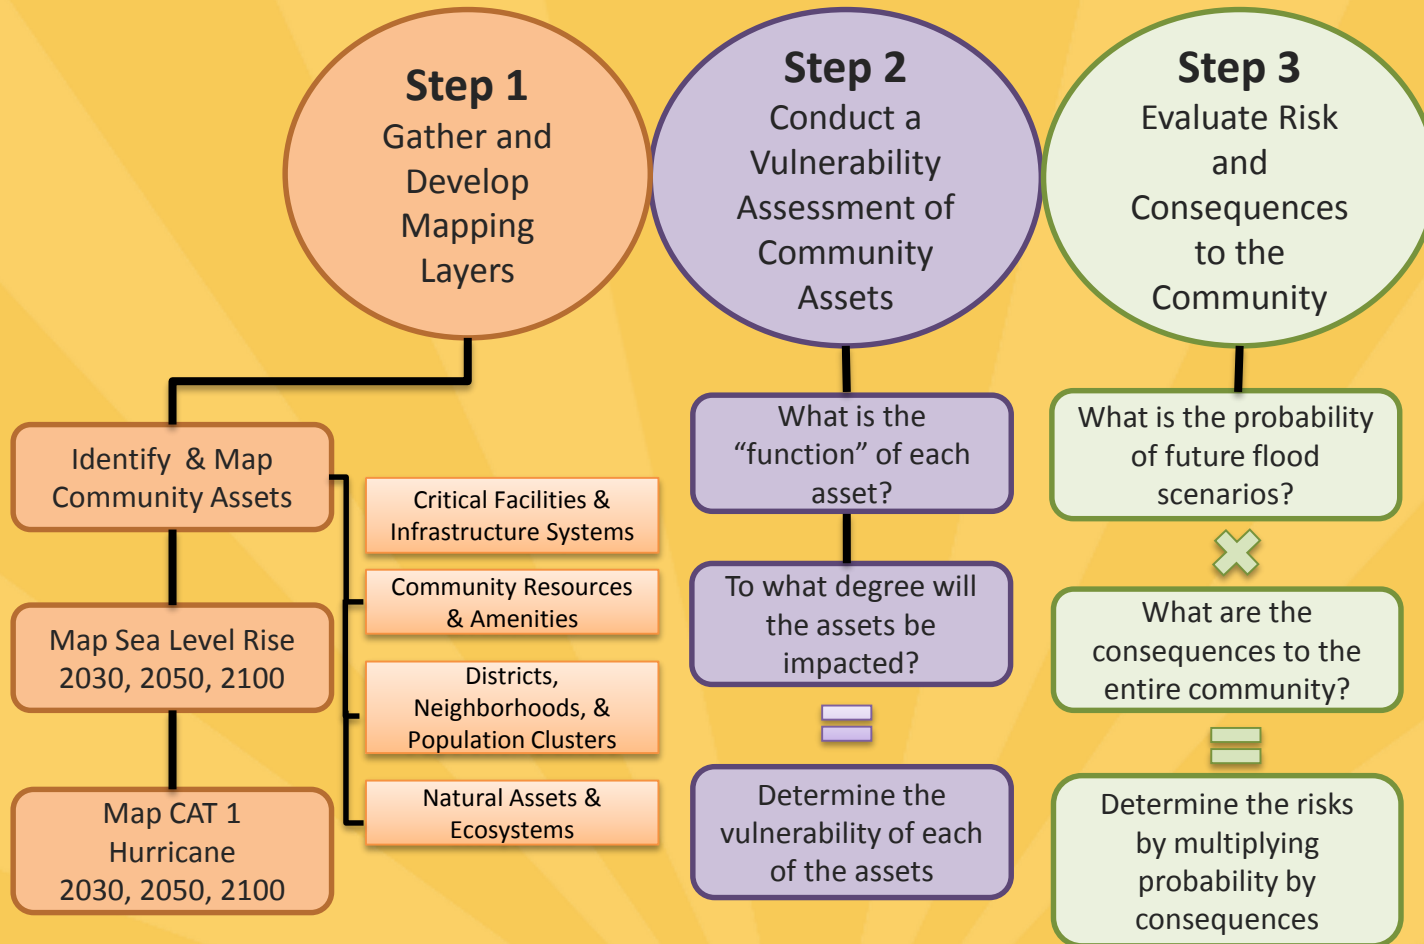 Step 1
Gather and
Develop
Mapping
Layers
Identify & Map
Community Assets
Critical Facilities &
Infrastructure Systems
Community Resources
& Amenities
Districts,
Neighborhoods, &
Population Clusters
Natural Assets &
Ecosystems
Map Sea Level Rise
2030, 2050, 2100
Map CAT 1
Hurricane
2030, 2050, 2100
Step 2
Conduct a
Vulnerability
Assessment of
Community
Assets
What is the
“function” of each
asset?
To what degree will
the assets be
impacted?
Determine the
vulnerability of each
of the assets
Step 3
Evaluate Risk
and
Consequences
to the
Community
What is the probability
of future flood
scenarios?
What are the
consequences to the
entire community?
Determine the risks
by multiplying
probability by
consequences